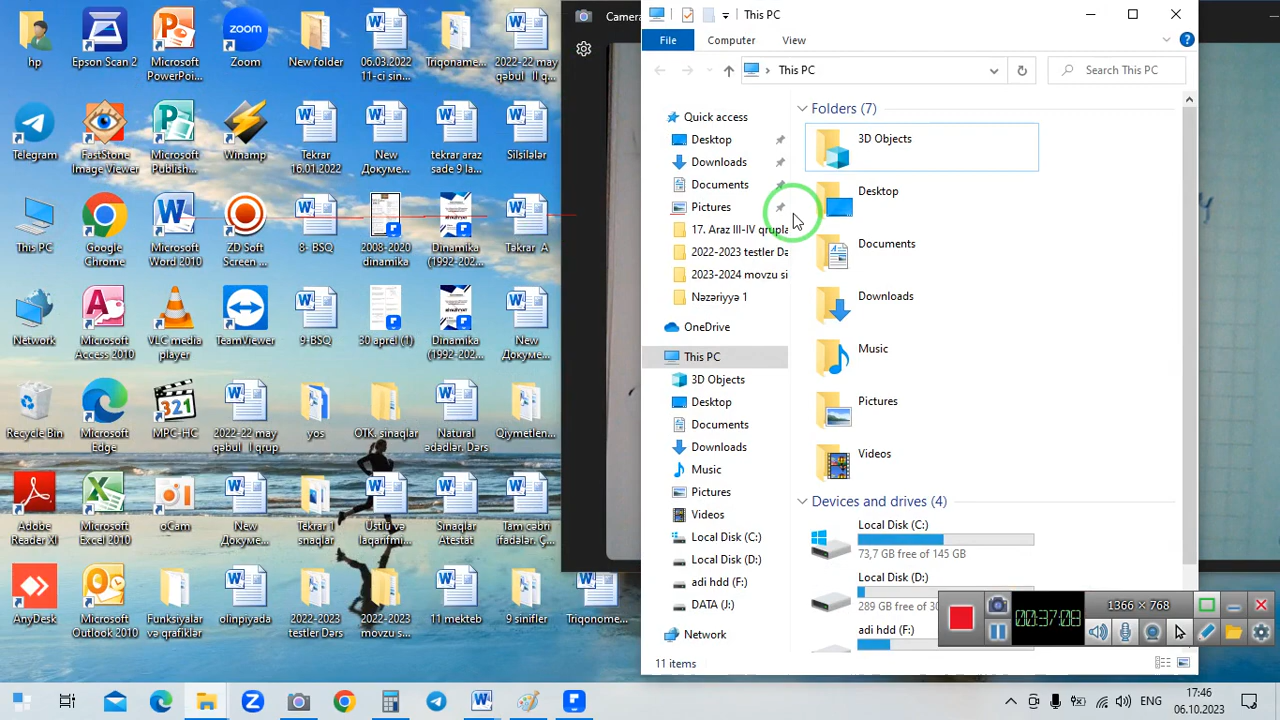 hp
Epson Scan 2
Microsoft
PowerPoi...
Zoom
New folder
06.03.2022
11-ci sin...
Triqonome...
2022-22 may
qəbul II q...
Telegram
FastStone
Image Viewer
Microsoft
Publish...
Winamp
Tekrar
16.01.2022
New
Докуме...
tekrar araz
sade 9 la...
Silsilələr
This PC
Google
Chrome
Microsoft
Word 2010
ZD Soft
Screen ...
8- BSQ
2008-2020
dinamika
Dinamika
(1992-202...
Təkrar A
Network
Microsoft
Access 2010
VLC media
player
TeamViewer
9-BSQ
30 aprel (1)
Dinamika
(1992-202...
New
Докуме...
Recycle Bin
Microsoft
Edge
MPC-HC
2022-22 may
qəbul I qrup
yos
OTK. sınaqlar
Natural
ədədlər. Dərs
Qiymetlen...
Adobe
Reader XI
Microsoft
Excel 2010
oCam
New
Докуме...
Təkrar 1
sınaqlar
Üstlü və
laqarifmi...
Sınaqlar
Atestat
Tam cəbri
ifadələr. Ç...
AnyDesk
Microsoft
Outlook 2010
Funksiyalar
və qrafiklər
olinpiyada
2022-2023
testler Dərs
2022-2023
movzu s...
11 mekteb
9 sinifler
Triqonome...
Camera
This PC
File
Computer
View
This PC
Search This PC
Quick access
Desktop
Downloads
Documents
Pictures
17. Araz III-IV qrupla
2022-2023 testler Də
2023-2024 movzu si
Nəzəriyyə 1
OneDrive
This PC
3D Objects
Desktop
Documents
Downloads
Music
Pictures
Videos
Local Disk (C:)
Local Disk (D:)
adi hdd (F:)
DATA (J:)
Network
Folders (7)
3D Objects
Desktop
Documents
Downloads
Music
Pictures
Videos
Devices and drives (4)
Local Disk (C:)
73,7 GB free of 145 GB
Local Disk (D:)
289 GB free of 30
adi hdd (F:)
11 items
00:37:08
1366 x 768
ENG
17:46
06.10.2023